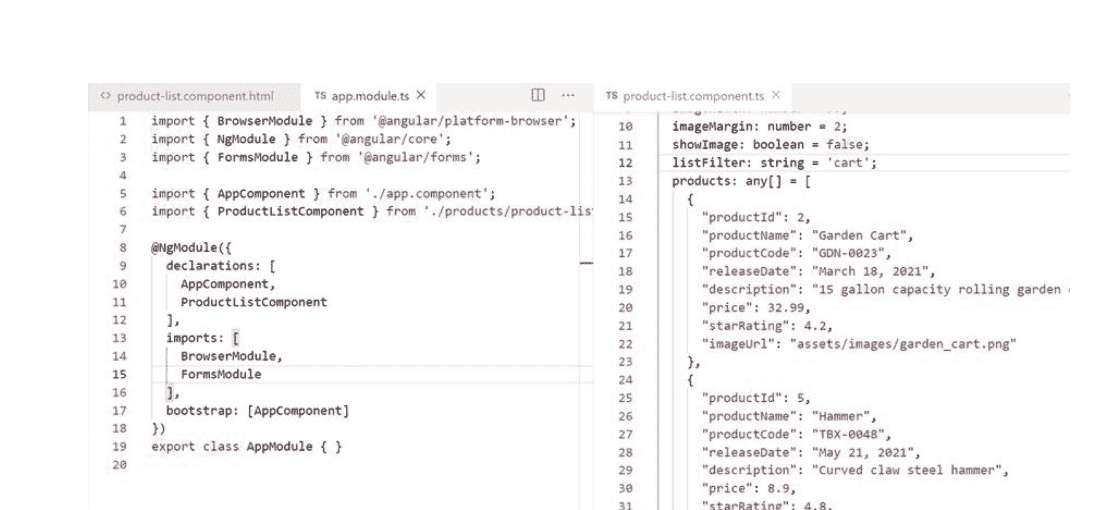 product-list.component.html
TS app.module.ts
1 import { BrowserModule } from '@angular/platform-browser';
2 import { NgModule } from '@angular/core';
3 import { FormsModule } from '@angular/forms';
4
5 import { AppComponent } from './app.component';
6 import { ProductListComponent } from './products/product-lis
7
8 @NgModule({
9 declarations: [
10 AppComponent,
11 ProductListComponent
12 ],
13 imports: [
14 BrowserModule,
15 FormsModule
16 ],
17 bootstrap: [AppComponent]
18 })
19 export class AppModule { }
20
TS product-list.component.ts
10 imageMargin: number = 2;
11 showImage: boolean = false;
12 listFilter: string = 'cart';
13 products: any[] = [
14 {
15 "productId": 2,
16 "productName": "Garden Cart",
17 "productCode": "GDN-0023",
18 "releaseDate": "March 18, 2021",
19 "description": "15 gallon capacity rolling garden
20 "price": 32.99,
21 "starRating": 4.2,
22 "imageUrl": "assets/images/garden_cart.png"
23 },
24 {
25 "productId": 5,
26 "productName": "Hammer",
27 "productCode": "TBX-0048",
28 "releaseDate": "May 21, 2021",
29 "description": "Curved claw steel hammer",
30 "price": 8.9,
31 "starRating": 4.8,